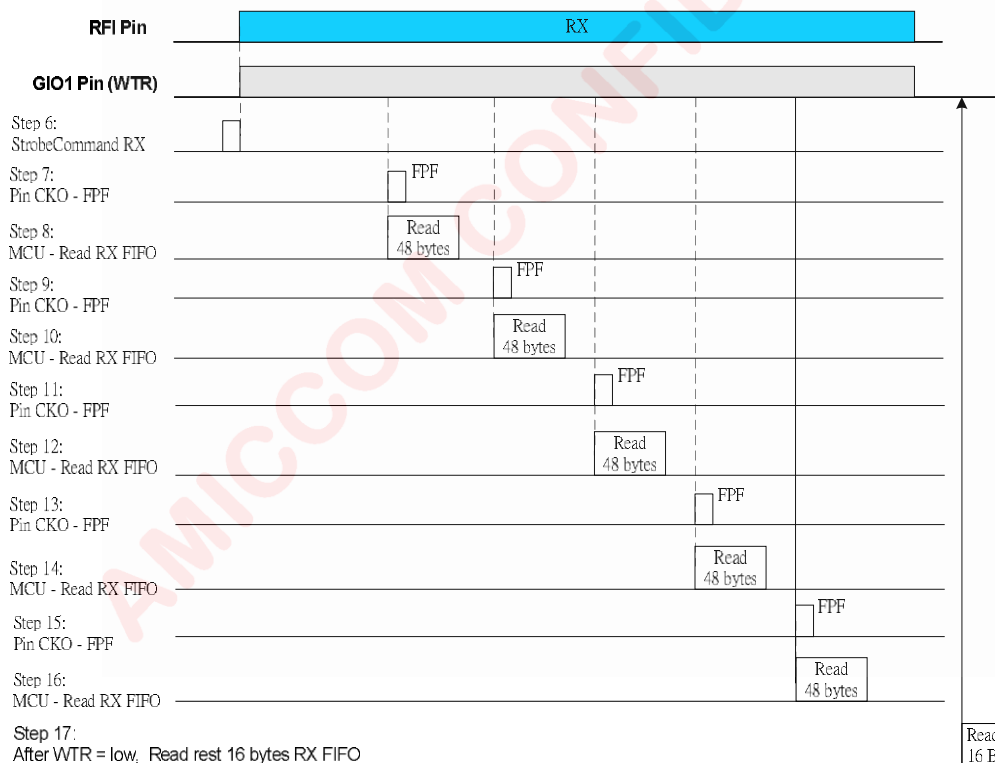 RFI Pin
RX
GIO1 Pin (WTR)
Step 6:
StrobeCommand RX
Step 7:
Pin CKO - FPF
FPF
Step 8:
MCU - Read RX FIFO
Read
48 bytes
Step 9:
Pin CKO - FPF
FPF
Step 10:
MCU - Read RX FIFO
Read
48 bytes
Step 11:
Pin CKO - FPF
FPF
Step 12:
MCU - Read RX FIFO
Read
48 bytes
Step 13:
Pin CKO - FPF
FPF
Step 14:
MCU - Read RX FIFO
Read
48 bytes
Step 15:
Pin CKO - FPF
FPF
Step 16:
MCU - Read RX FIFO
Read
48 bytes
Step 17:
After WTR = low, Read rest 16 bytes RX FIFO
Read
16 B
AMICCOM CONFI